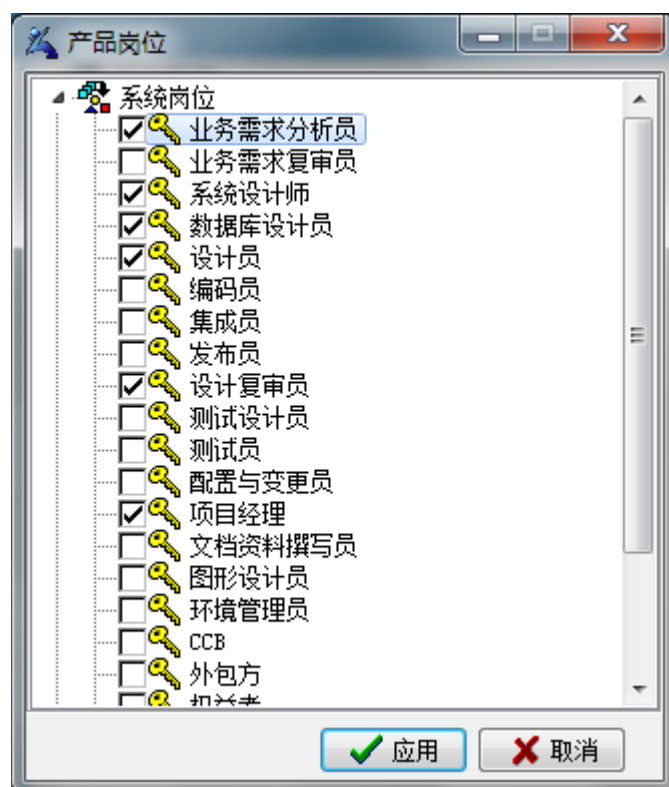 产品岗位
系统岗位
业务需求分析员
业务需求复审员
系统设计师
数据库设计员
设计员
编码员
集成员
发布员
设计复审员
测试设计员
测试员
配置与变更员
项目经理
文档资料撰写员
图形设计员
环境管理员
CCB
外包方
应用
取消